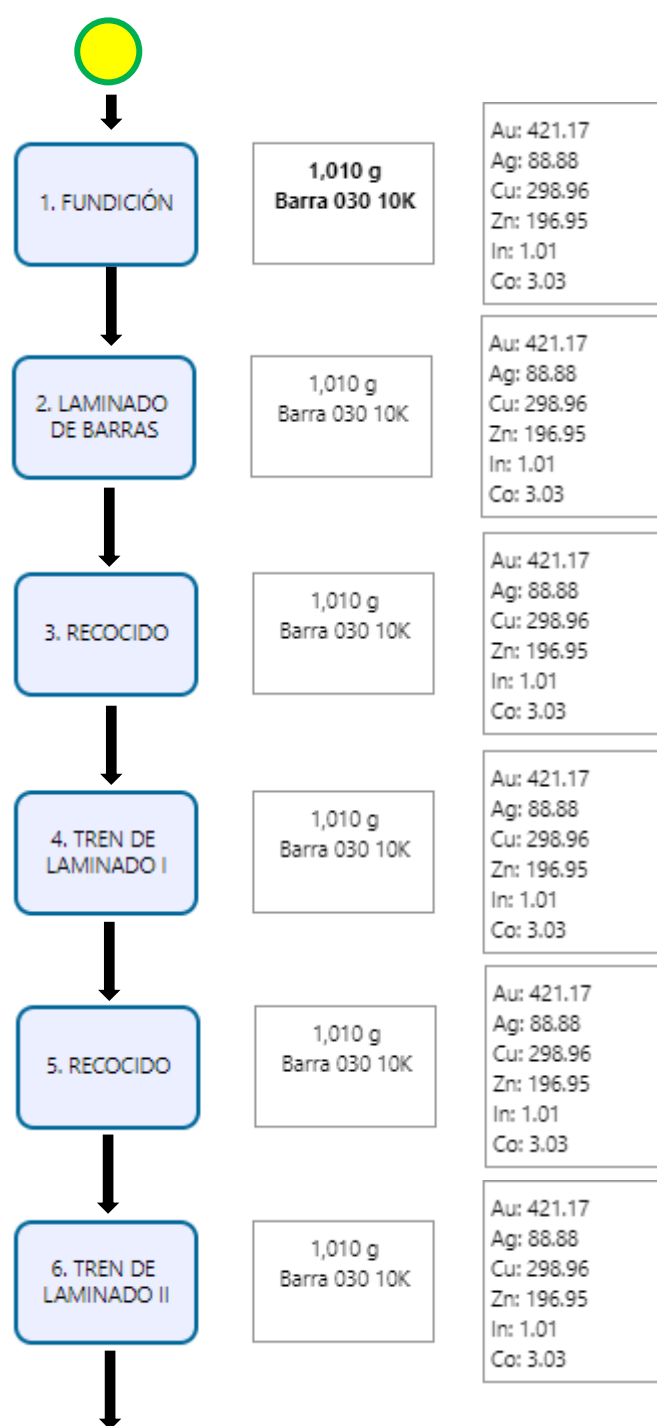 1. FUNDICIÓN
1,010 g
Barra 030 10K
Au: 421.17
Ag: 88.88
Cu: 298.96
Zn: 196.95
In: 1.01
Co: 3.03
2. LAMINADO
DE BARRAS
1,010 g
Barra 030 10K
Au: 421.17
Ag: 88.88
Cu: 298.96
Zn: 196.95
In: 1.01
Co: 3.03
3. RECOCIDO
1,010 g
Barra 030 10K
Au: 421.17
Ag: 88.88
Cu: 298.96
Zn: 196.95
In: 1.01
Co: 3.03
4. TREN DE
LAMINADO I
1,010 g
Barra 030 10K
Au: 421.17
Ag: 88.88
Cu: 298.96
Zn: 196.95
In: 1.01
Co: 3.03
5. RECOCIDO
1,010 g
Barra 030 10K
Au: 421.17
Ag: 88.88
Cu: 298.96
Zn: 196.95
In: 1.01
Co: 3.03
6. TREN DE
LAMINADO II
1,010 g
Barra 030 10K
Au: 421.17
Ag: 88.88
Cu: 298.96
Zn: 196.95
In: 1.01
Co: 3.03